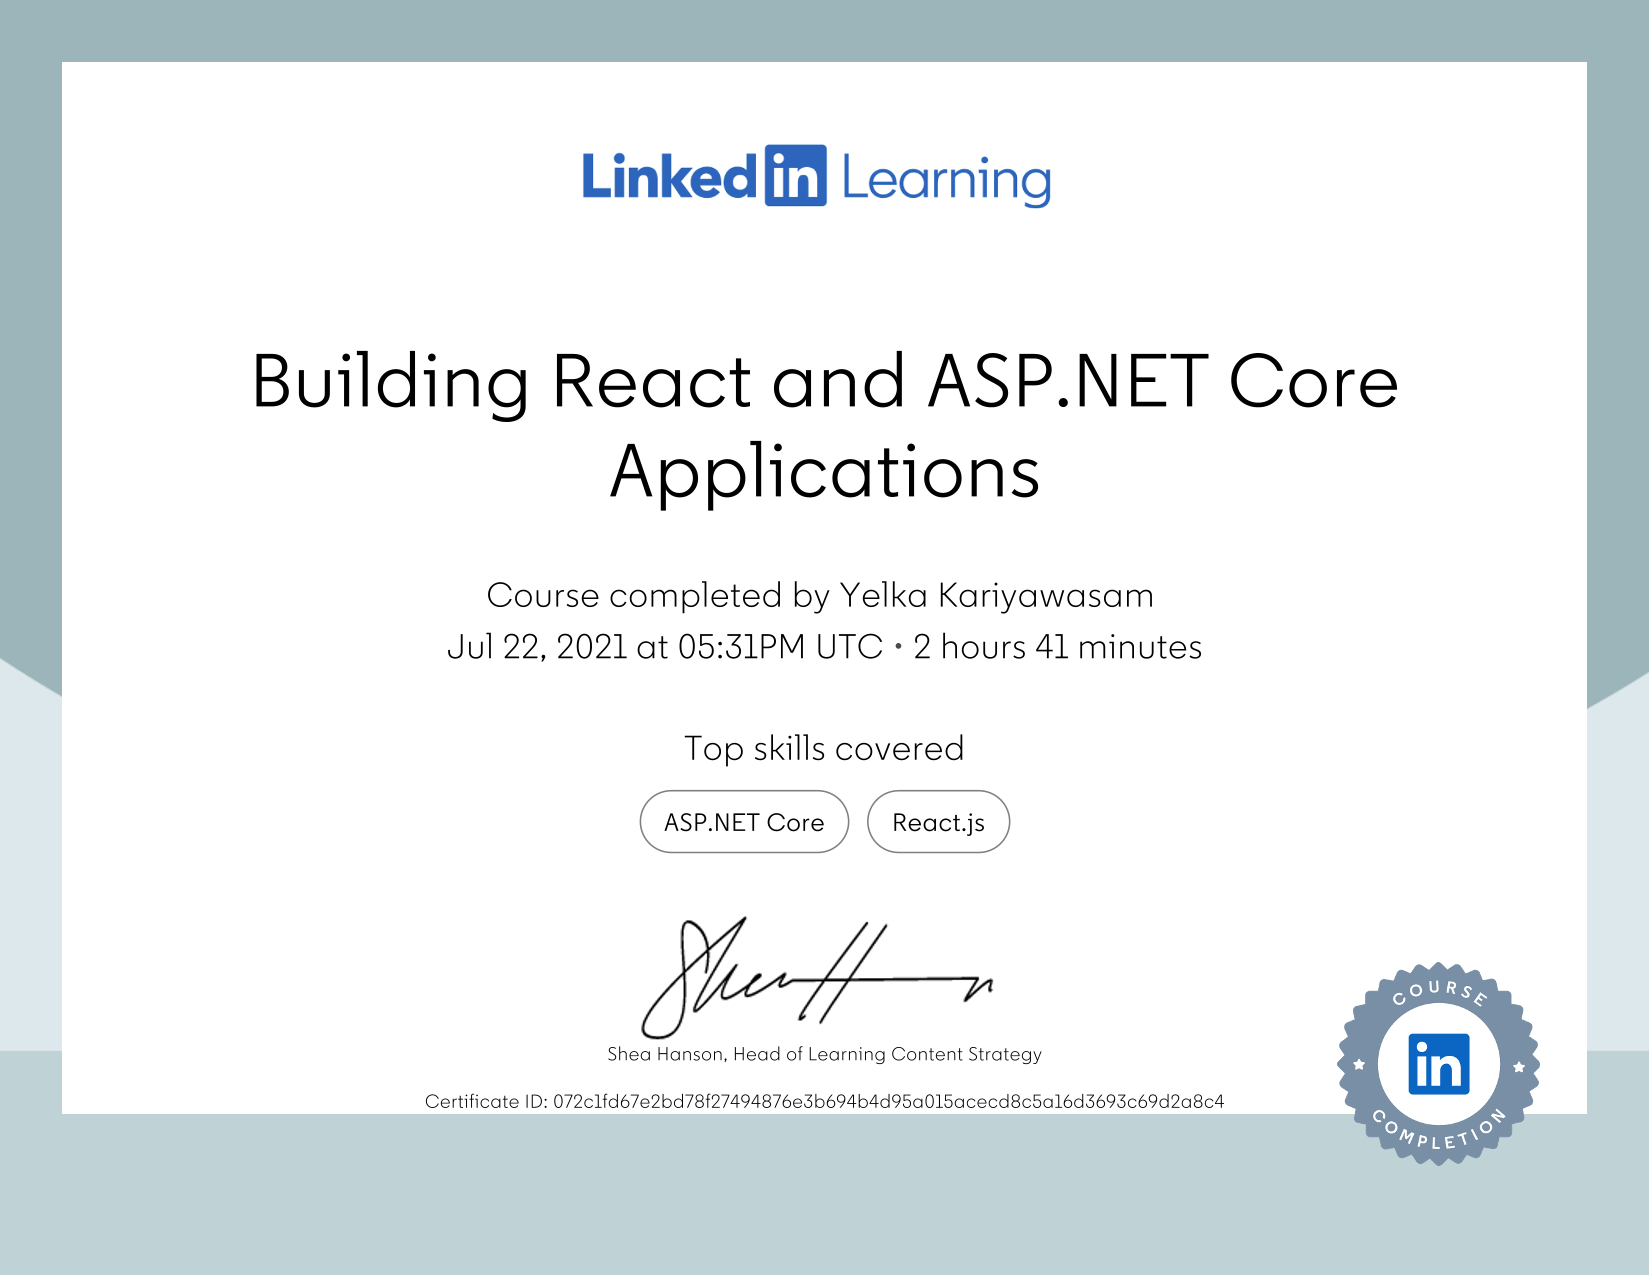 Linked in Learning
Building React and ASP.NET Core
Applications
Course completed by Yelka Kariyawasam
Jul 22, 2021 at 05:31PM UTC • 2 hours 41 minutes
Top skills covered
ASP.NET Core React.js
Shea Hanson, Head of Learning Content Strategy
Certificate ID: 072c1fd67e2bd78f27494876e3b694b4d95a015acecd8c5a16d3693c69d2a8c4
COURSE
in
COMPLETION